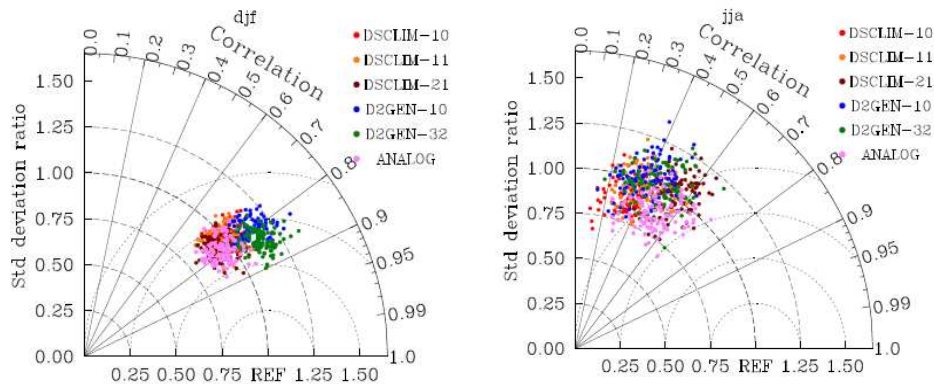 djf
0.0 0.1 0.2 0.3 0.4 0.5 0.6 0.7 0.8 0.9 0.95 0.99 1.0
Correlation
DSCLIM-10
DSCLIM-11
DSCLIM-21
D2GEN-10
D2GEN-32
ANALOG
Std deviation ratio
1.50
1.25
1.00
0.75
0.50
0.25
0.00
0.25 0.50 0.75 REF 1.25 1.50
jja
0.0 0.1 0.2 0.3 0.4 0.5 0.6 0.7 0.8 0.9 0.95 0.99 1.0
Correlation
DSCLIM-10
DSCLIM-11
DSCLIM-21
D2GEN-10
D2GEN-32
ANALOG
Std deviation ratio
1.50
1.25
1.00
0.75
0.50
0.25
0.00
0.25 0.50 0.75 REF 1.25 1.50